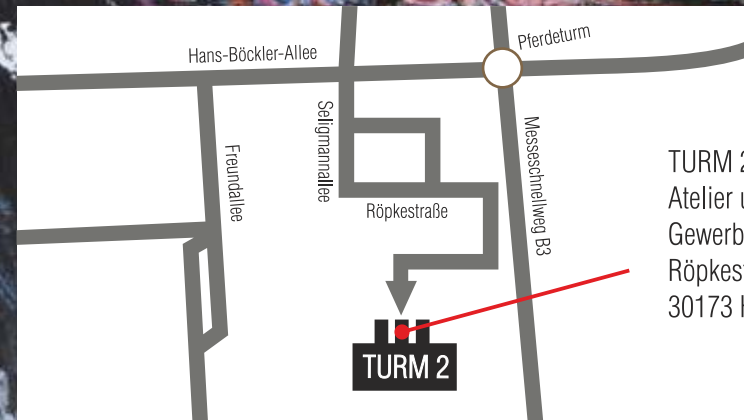 Pferdeturm
Hans-Böckler-Allee
Seligmannallee
Freundallee
Messeschnellweg B3
Röpkestraße
TURM 2
TURM 2
Atelier u
Gewerb
Röpkest
30173 H